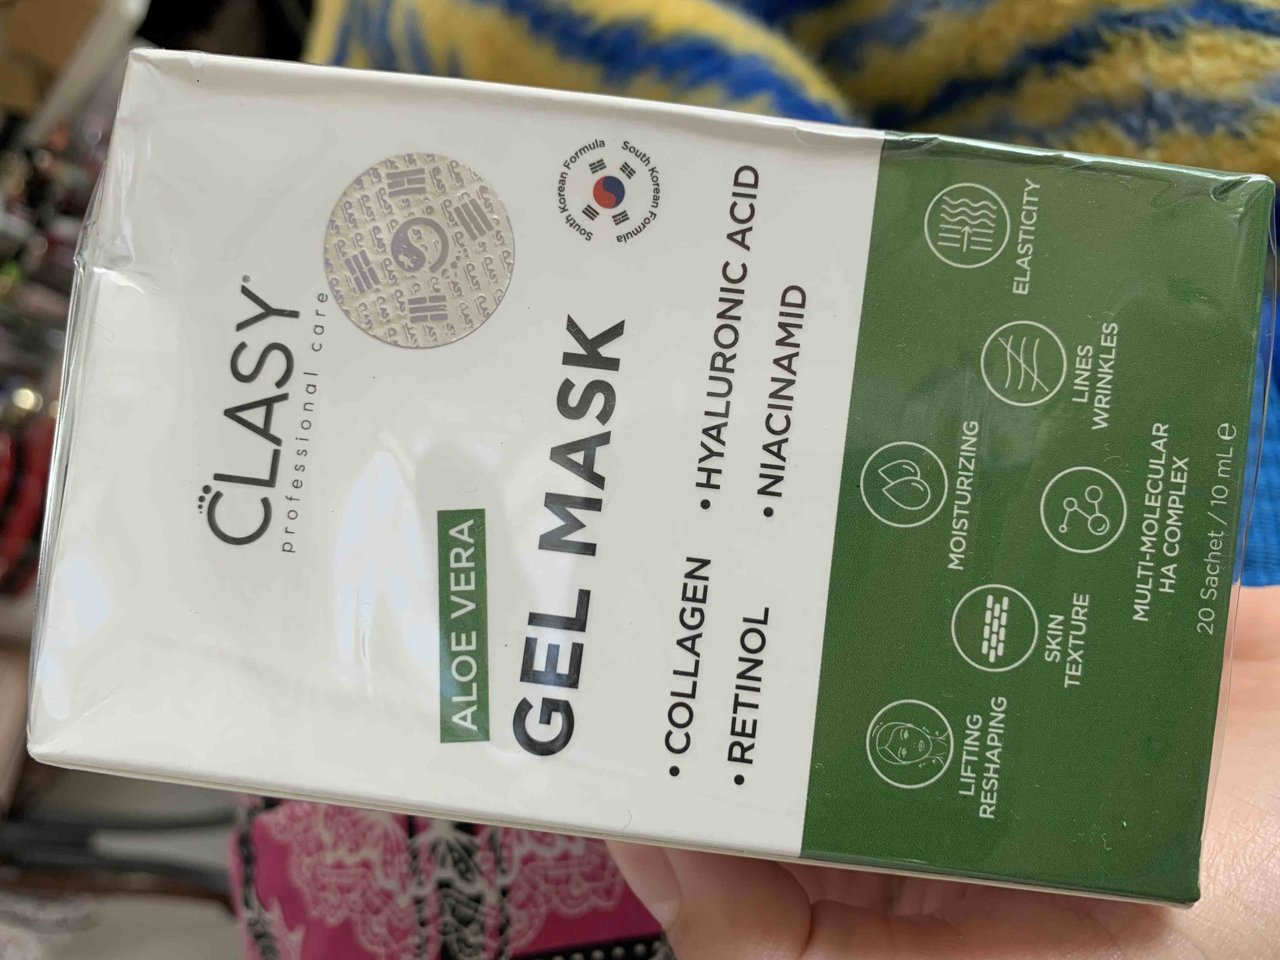 CLASY®
professional care
CLASY
South Korean Formula
South Korean Formula
ALOE VERA
GEL MASK
• COLLAGEN • HYALURONIC ACID
• RETINOL • NIACINAMID
LIFTING
RESHAPING
SKIN
TEXTURE
MOISTURIZING
LINES
WRINKLES
ELASTICITY
MULTI-MOLECULAR
HA COMPLEX
20 Sachet / 10 mL ℮